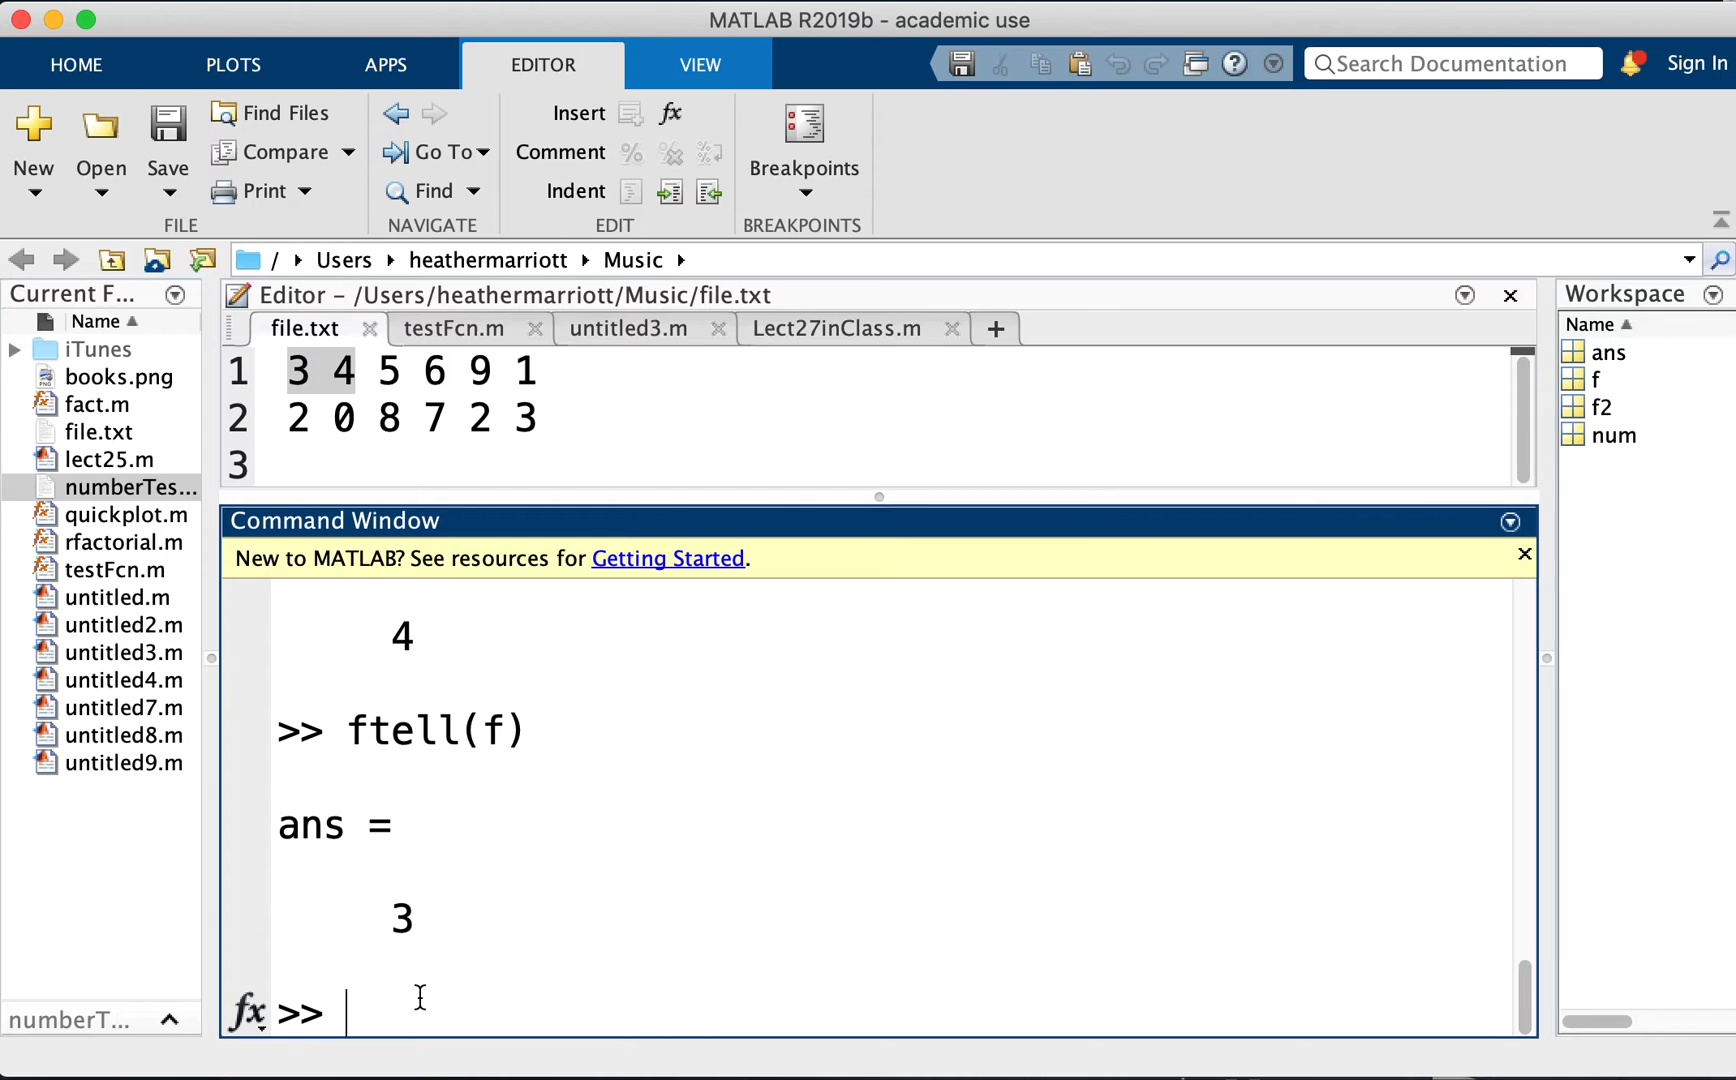 MATLAB R2019b - academic use
HOME PLOTS APPS EDITOR VIEW Search Documentation Sign In
New Open Save Find Files Compare Print
FILE
Go To Find
NAVIGATE
Insert fx
Comment
Indent
EDIT
Breakpoints
BREAKPOINTS
/ Users heathermarriott Music
Current F...
Name
iTunes
books.png
fact.m
file.txt
lect25.m
numberTes...
quickplot.m
rfactorial.m
testFcn.m
untitled.m
untitled2.m
untitled3.m
untitled4.m
untitled7.m
untitled8.m
untitled9.m
numberT...
Editor - /Users/heathermarriott/Music/file.txt
file.txt testFcn.m untitled3.m Lect27inClass.m +
1 3 4 5 6 9 1
2 2 0 8 7 2 3
3
Command Window
New to MATLAB? See resources for Getting Started.
4
>> ftell(f)
ans =
3
fx >>
Workspace
Name
ans
f
f2
num